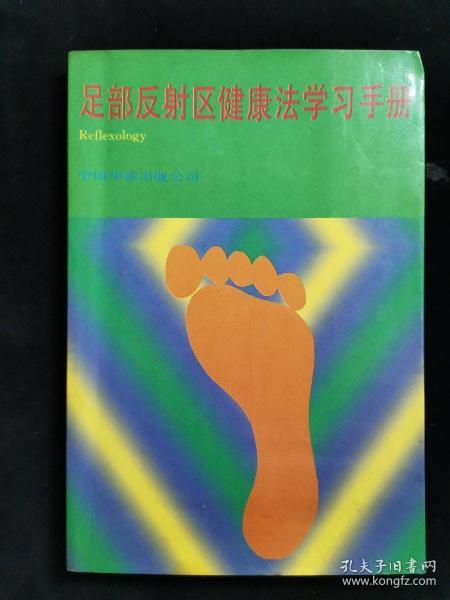 足部反射区健康法学习手册
Reflexology
中国华侨出版公司
孔夫子旧书网
www.kongfz.com